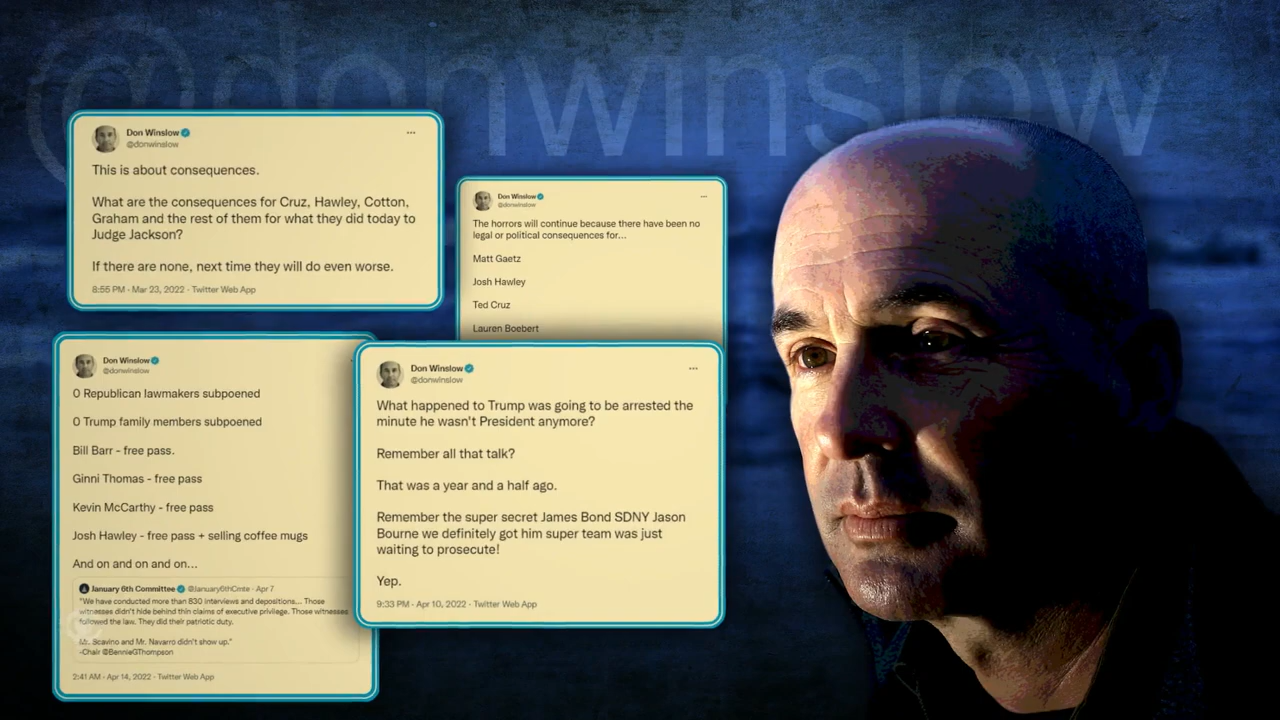 @donwinslow
Don Winslow
@donwinslow
This is about consequences.
What are the consequences for Cruz, Hawley, Cotton,
Graham and the rest of them for what they did today to
Judge Jackson?
If there are none, next time they will do even worse.
8:55 PM · Mar 23, 2022 · Twitter Web App
Don Winslow
@donwinslow
The horrors will continue because there have been no
legal or political consequences for...
Matt Gaetz
Josh Hawley
Ted Cruz
Lauren Boebert
Don Winslow
@donwinslow
0 Republican lawmakers subpoened
0 Trump family members subpoened
Bill Barr - free pass.
Ginni Thomas - free pass
Kevin McCarthy - free pass
Josh Hawley - free pass + selling coffee mugs
And on and on and on...
January 6th Committee @January6thCmte · Apr 7
"We have conducted more than 830 interviews and depositions... Those
witnesses didn't hide behind thin claims of executive privilege. Those witnesses
followed the law. They did their patriotic duty.
Mr. Scavino and Mr. Navarro didn't show up."
-Chair @BennieGThompson
2:41 AM · Apr 14, 2022 · Twitter Web App
Don Winslow
@donwinslow
What happened to Trump was going to be arrested the
minute he wasn't President anymore?
Remember all that talk?
That was a year and a half ago.
Remember the super secret James Bond SDNY Jason
Bourne we definitely got him super team was just
waiting to prosecute!
Yep.
9:33 PM · Apr 10, 2022 · Twitter Web App